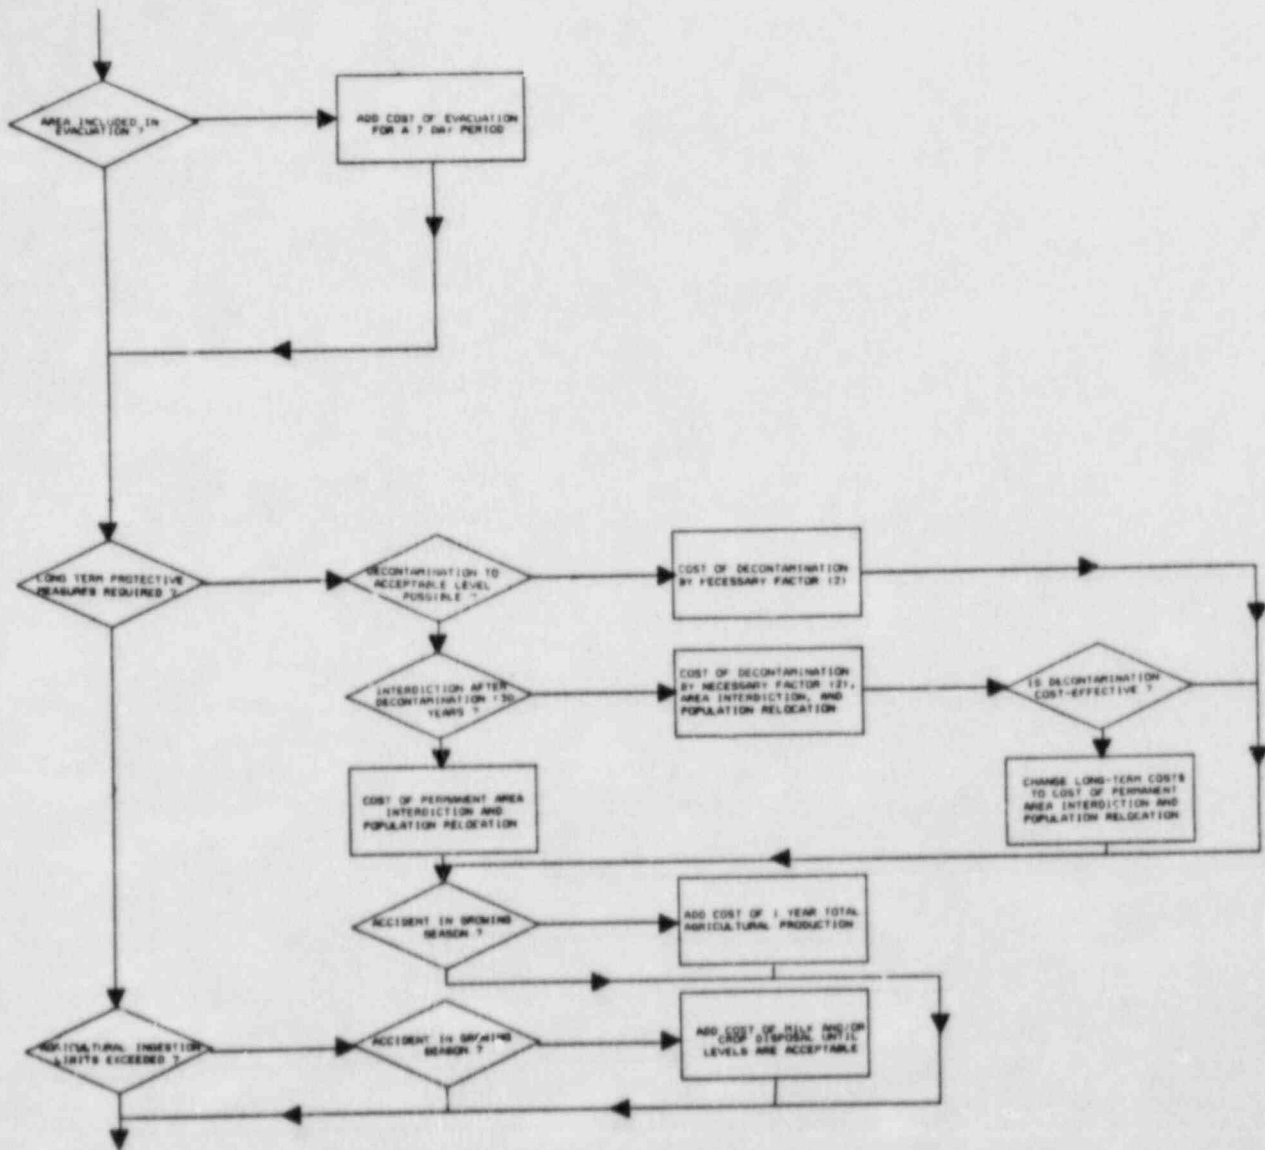 AREA INCLUDED IN
EVACUATION ?
ADD COST OF EVACUATION
FOR A 7 DAY PERIOD
LONG TERM PROTECTIVE
MEASURES REQUIRED ?
DECONTAMINATION TO
ACCEPTABLE LEVEL
POSSIBLE ?
COST OF DECONTAMINATION
BY NECESSARY FACTOR (2)
INTERDICTION AFTER
DECONTAMINATION <30
YEARS ?
COST OF DECONTAMINATION
BY NECESSARY FACTOR (2),
AREA INTERDICTION, AND
POPULATION RELOCATION
IS DECONTAMINATION
COST-EFFECTIVE ?
COST OF PERMANENT AREA
INTERDICTION AND
POPULATION RELOCATION
CHANGE LONG-TERM COSTS
TO COST OF PERMANENT
AREA INTERDICTION AND
POPULATION RELOCATION
ACCIDENT IN GROWING
SEASON ?
ADD COST OF 1 YEAR TOTAL
AGRICULTURAL PRODUCTION
AGRICULTURAL INGESTION
LIMITS EXCEEDED ?
ACCIDENT IN GROWING
SEASON ?
ADD COST OF MILK AND/OR
CROP DISPOSAL UNTIL
LEVELS ARE ACCEPTABLE